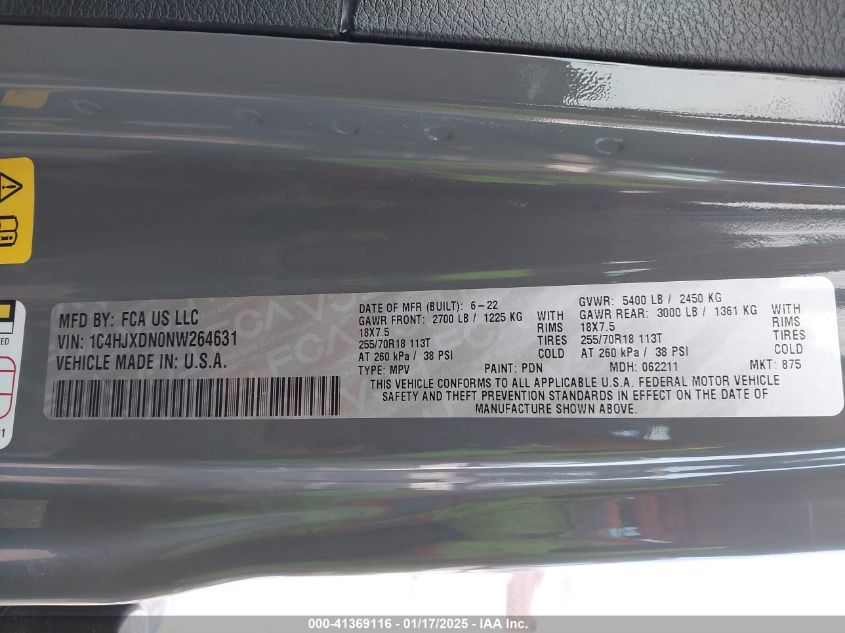 MFD BY: FCA US LLC
VIN: 1C4HJXDN0NW264631
VEHICLE MADE IN U.S.A.
DATE OF MFR (BUILT): 6-22
GAWR FRONT: 2700 LB / 1225 KG WITH
18X7.5 RIMS
255/70R18 113T TIRES
AT 260 kPa / 38 PSI COLD
GVWR: 5400 LB / 2450 KG
GAWR REAR: 3000 LB / 1361 KG WITH
18X7.5 RIMS
255/70R18 113T TIRES
AT 260 kPa / 38 PSI COLD
TYPE: MPV PAINT: PDN MDH: 062211 MKT: 875
THIS VEHICLE CONFORMS TO ALL APPLICABLE U.S.A. FEDERAL MOTOR VEHICLE
SAFETY AND THEFT PREVENTION STANDARDS IN EFFECT ON THE DATE OF
MANUFACTURE SHOWN ABOVE.
000-41369116 - 01/17/2025 - IAA Inc.